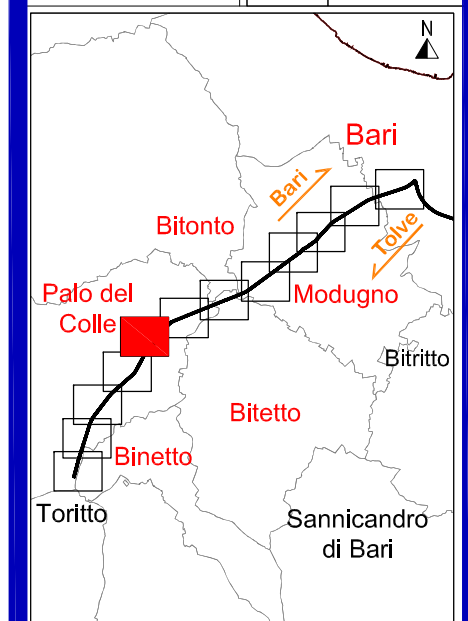 N
Bari
Bari
Tolve
Bitonto
Palo del
Colle
Modugno
Bitritto
Bitetto
Binetto
Toritto
Sannicandro
di Bari